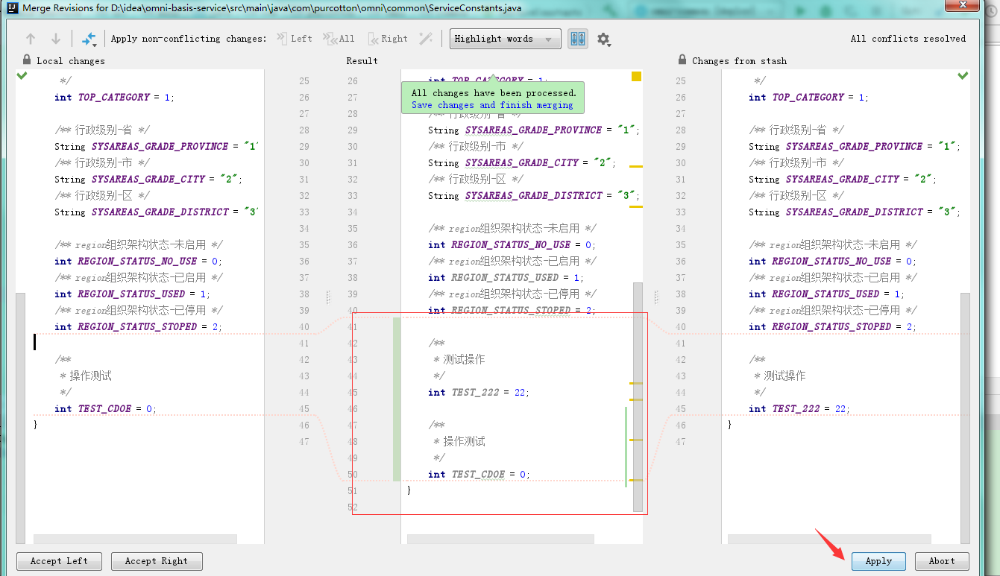 Merge Revisions for D:\idea\omni-basis-service\src\main\java\com\purcotton\omni\common\ServiceConstants.java
Apply non-conflicting changes: Left All Right Highlight words All conflicts resolved
Local changes Result Changes from stash
*/ 25
int TOP_CATEGORY = 1; 26
27
/** 行政级别-省 */ 28
String SYSAREAS_GRADE_PROVINCE = "1" 29
/** 行政级别-市 */ 30
String SYSAREAS_GRADE_CITY = "2"; 31
/** 行政级别-区 */ 32
String SYSAREAS_GRADE_DISTRICT = "3" 33
34
/** region组织架构状态-未启用 */ 35
int REGION_STATUS_NO_USE = 0; 36
/** region组织架构状态-已启用 */ 37
int REGION_STATUS_USED = 1; 38
/** region组织架构状态-已停用 */ 39
int REGION_STATUS_STOPED = 2; 40
41
/** 42
* 操作测试 43
*/ 44
int TEST_CDOE = 0; 45
} 46
47
26 int TOP_CATEGORY = 1;
27
All changes have been processed.
Save changes and finish merging
28 /** 行政级别-省 */
29 String SYSAREAS_GRADE_PROVINCE = "1";
30 /** 行政级别-市 */
31 String SYSAREAS_GRADE_CITY = "2";
32 /** 行政级别-区 */
33 String SYSAREAS_GRADE_DISTRICT = "3";
34
35 /** region组织架构状态-未启用 */
36 int REGION_STATUS_NO_USE = 0;
37 /** region组织架构状态-已启用 */
38 int REGION_STATUS_USED = 1;
39 /** region组织架构状态-已停用 */
40 int REGION_STATUS_STOPED = 2;
41
42 /**
43 * 测试操作
44 */
45 int TEST_222 = 22;
46
47 /**
48 * 操作测试
49 */
50 int TEST_CDOE = 0;
51 }
52
25 */
26 int TOP_CATEGORY = 1;
27
28 /** 行政级别-省 */
29 String SYSAREAS_GRADE_PROVINCE = "1";
30 /** 行政级别-市 */
31 String SYSAREAS_GRADE_CITY = "2";
32 /** 行政级别-区 */
33 String SYSAREAS_GRADE_DISTRICT = "3";
34
35 /** region组织架构状态-未启用 */
36 int REGION_STATUS_NO_USE = 0;
37 /** region组织架构状态-已启用 */
38 int REGION_STATUS_USED = 1;
39 /** region组织架构状态-已停用 */
40 int REGION_STATUS_STOPED = 2;
41
42 /**
43 * 测试操作
44 */
45 int TEST_222 = 22;
46 }
47
Accept Left Accept Right Apply Abort